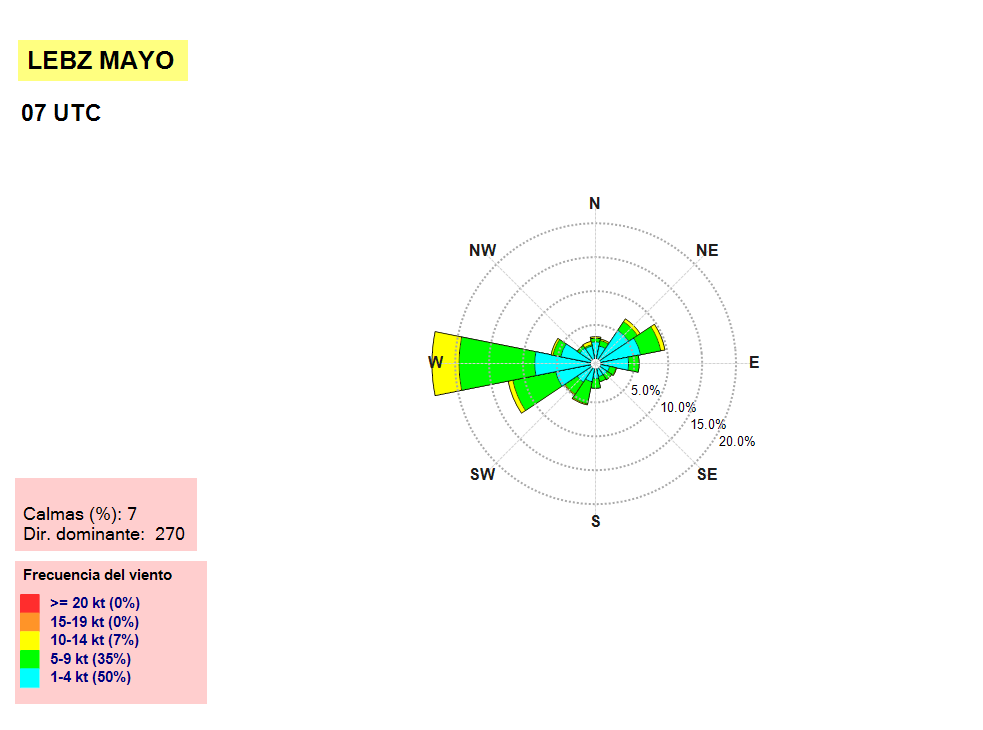 LEBZ MAYO
07 UTC
N
NW
NE
W
E
5.0%
10.0%
15.0%
20.0%
SW
SE
S
Calmas (%): 7
Dir. dominante: 270
Frecuencia del viento
>= 20 kt (0%)
15-19 kt (0%)
10-14 kt (7%)
5-9 kt (35%)
1-4 kt (50%)